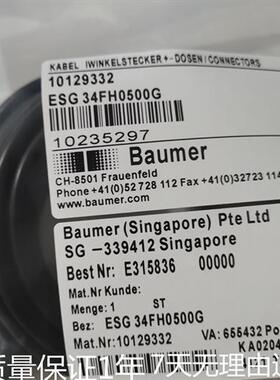 KABEL (WINKELSTECKER+-DOSEN/CONNECTORS
10129332
ESG 34FH0500G
10235297
Baumer
CH-8501 Frauenfeld
Phone +41(0)52 728 112 Fax +41(0)32723 114
www.baumer.com
Baumer (Singapore) Pte Ltd
SG -339412 Singapore
Best Nr: E315836 00000
Mat.Nr Kunde:
Menge: 1 ST
Bez: ESG 34FH0500G
Mat.Nr: 10129332 VA: 655432 Po
KA0204
质量保证1年 7天无理由